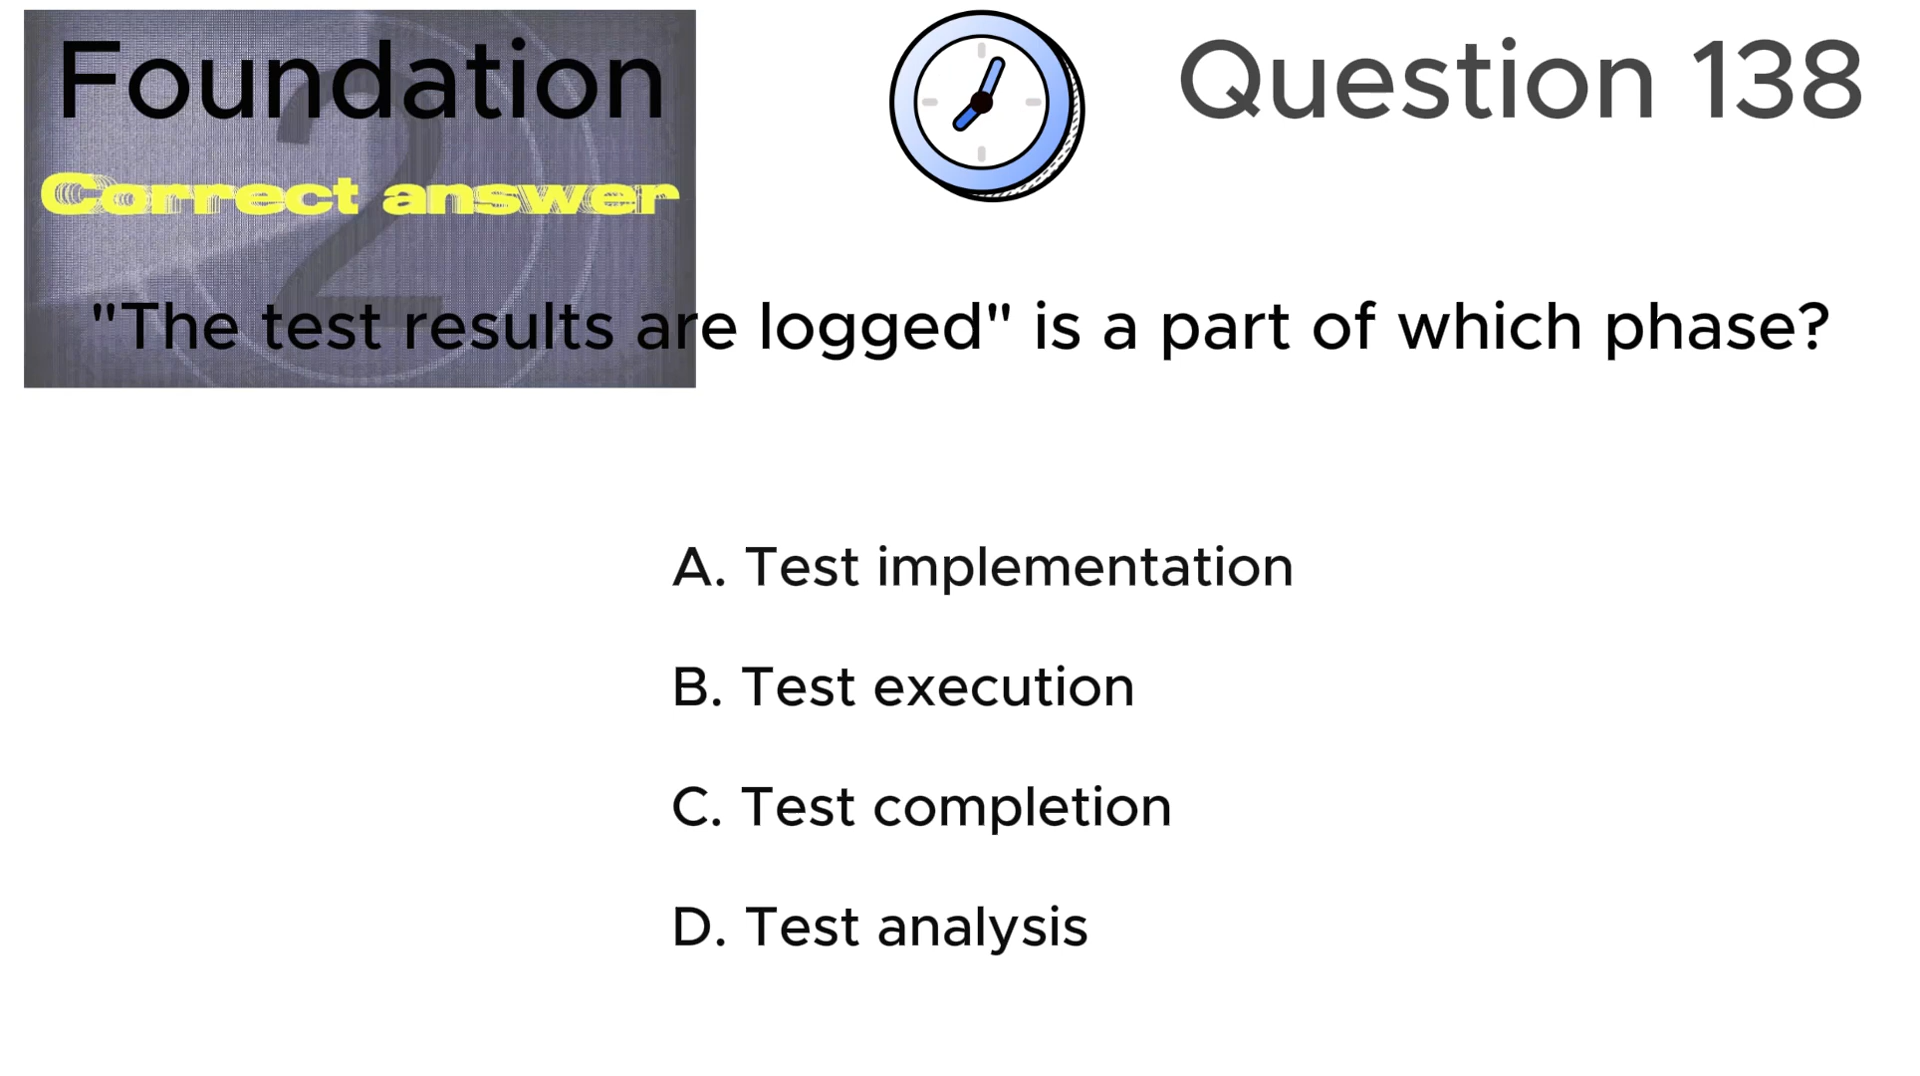 Foundation
Question 138
Correct answer
2
"The test results are logged" is a part of which phase?
A. Test implementation
B. Test execution
C. Test completion
D. Test analysis